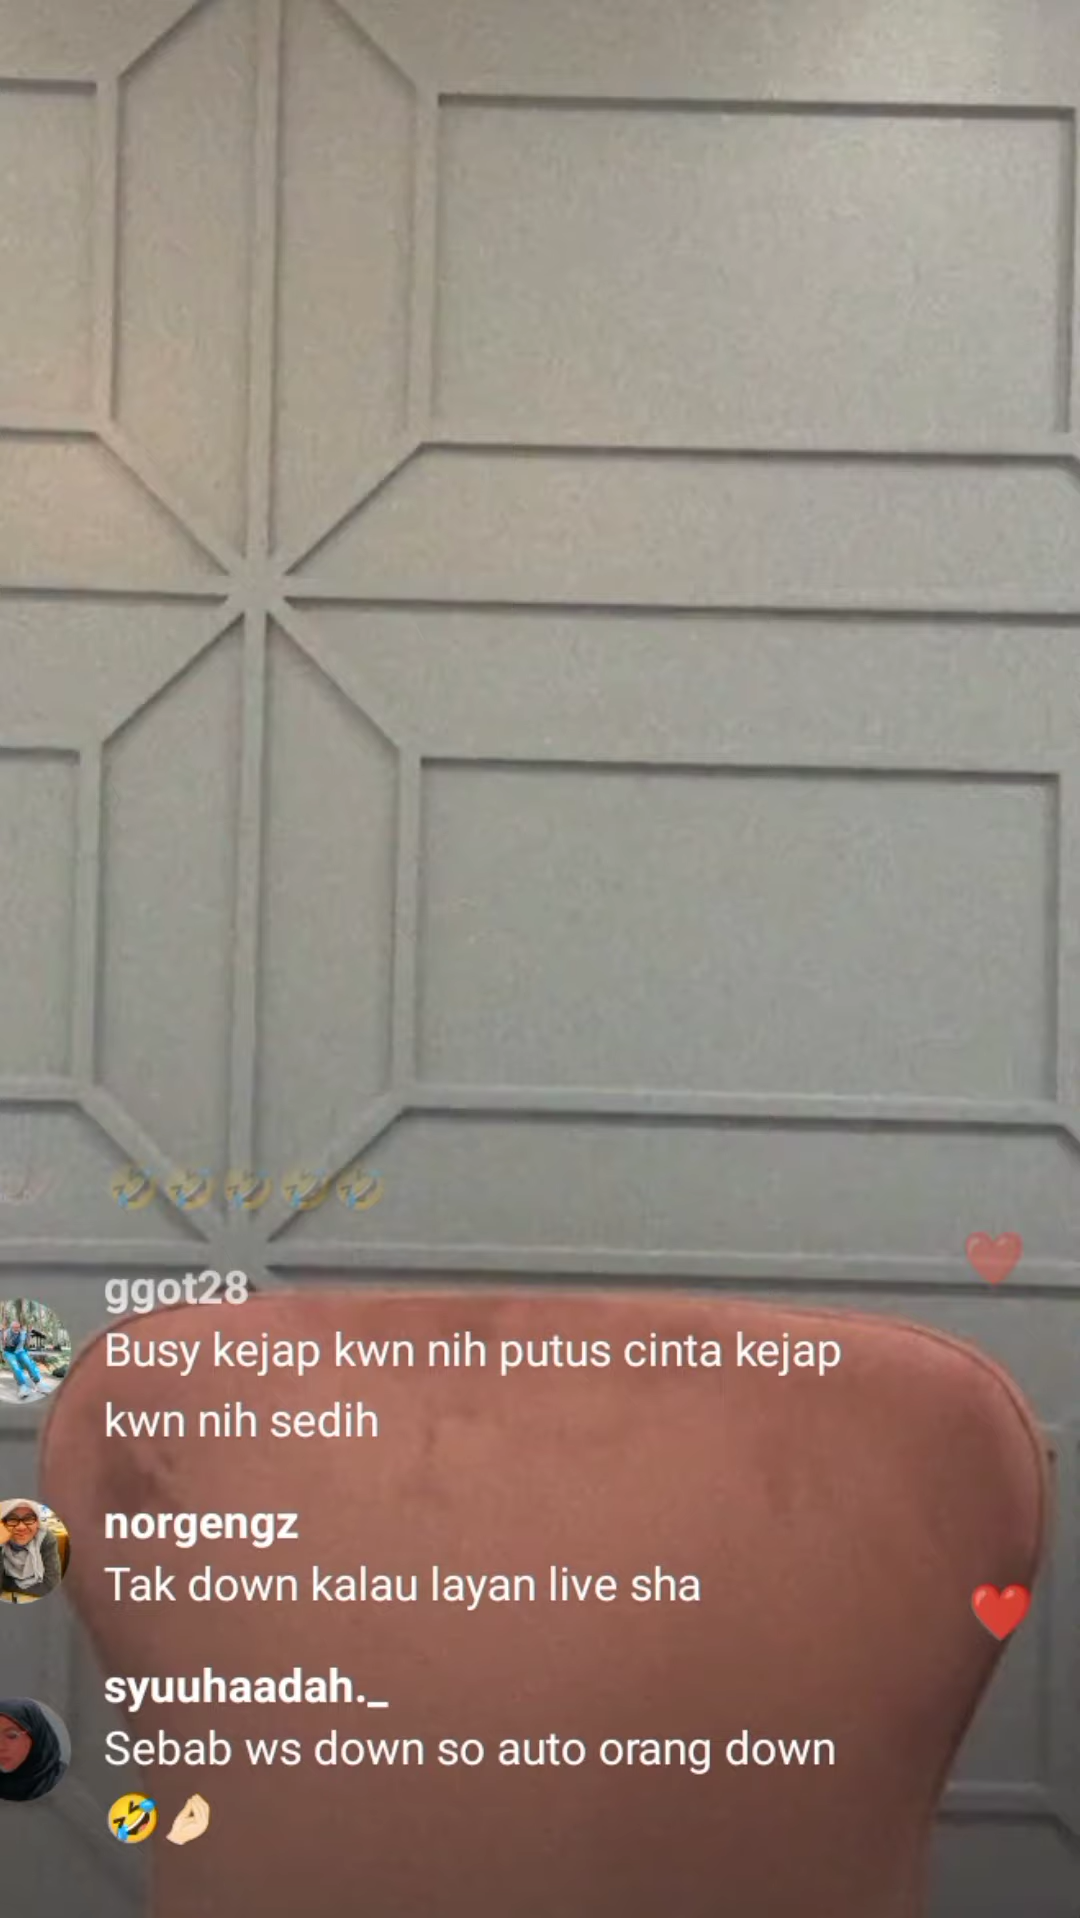 🤣🤣🤣🤣🤣
ggot28
Busy kejap kwn nih putus cinta kejap
kwn nih sedih
norgengz
Tak down kalau layan live sha
syuuhaadah._
Sebab ws down so auto orang down
🤣🤌🏻